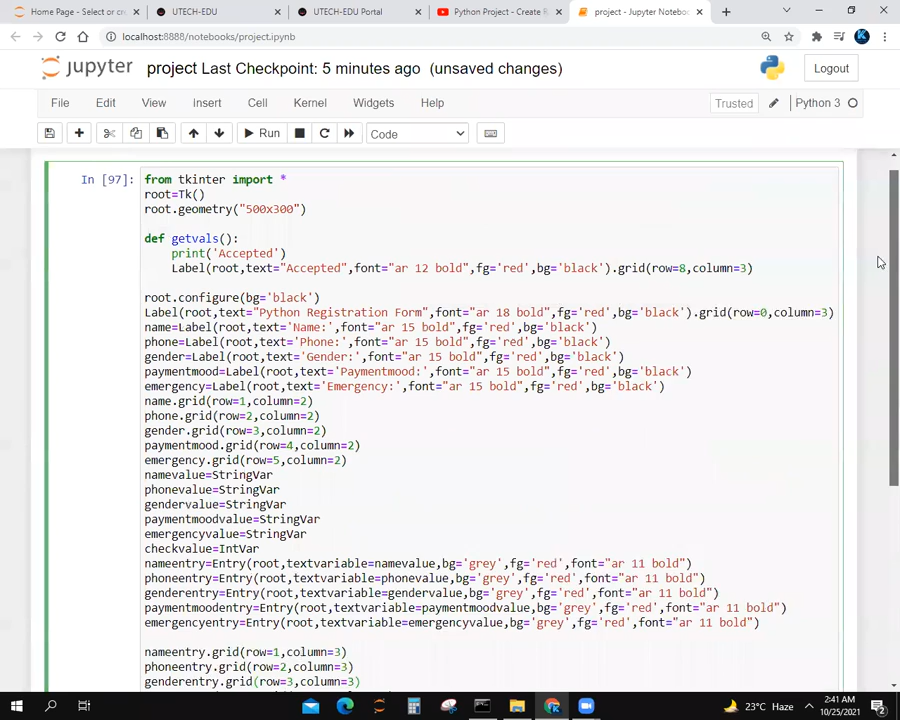 Home Page - Select or cr
UTECH-EDU
UTECH-EDU Portal
Python Project - Create R
project - Jupyter Noteboo
localhost:8888/notebooks/project.ipynb
jupyter project Last Checkpoint: 5 minutes ago (unsaved changes)
Logout
File Edit View Insert Cell Kernel Widgets Help
Trusted
Python 3
Run
Code
In [97]:
from tkinter import *
root=Tk()
root.geometry("500x300")
def getvals():
    print('Accepted')
    Label(root,text="Accepted",font="ar 12 bold",fg='red',bg='black').grid(row=8,column=3)
root.configure(bg='black')
Label(root,text="Python Registration Form",font="ar 18 bold",fg='red',bg='black').grid(row=0,column=3)
name=Label(root,text='Name:',font="ar 15 bold",fg='red',bg='black')
phone=Label(root,text='Phone:',font="ar 15 bold",fg='red',bg='black')
gender=Label(root,text='Gender:',font="ar 15 bold",fg='red',bg='black')
paymentmood=Label(root,text='Paymentmood:',font="ar 15 bold",fg='red',bg='black')
emergency=Label(root,text='Emergency:',font="ar 15 bold",fg='red',bg='black')
name.grid(row=1,column=2)
phone.grid(row=2,column=2)
gender.grid(row=3,column=2)
paymentmood.grid(row=4,column=2)
emergency.grid(row=5,column=2)
namevalue=StringVar
phonevalue=StringVar
gendervalue=StringVar
paymentmoodvalue=StringVar
emergencyvalue=StringVar
checkvalue=IntVar
nameentry=Entry(root,textvariable=namevalue,bg='grey',fg='red',font="ar 11 bold")
phoneentry=Entry(root,textvariable=phonevalue,bg='grey',fg='red',font="ar 11 bold")
genderentry=Entry(root,textvariable=gendervalue,bg='grey',fg='red',font="ar 11 bold")
paymentmoodentry=Entry(root,textvariable=paymentmoodvalue,bg='grey',fg='red',font="ar 11 bold")
emergencyentry=Entry(root,textvariable=emergencyvalue,bg='grey',fg='red',font="ar 11 bold")
nameentry.grid(row=1,column=3)
phoneentry.grid(row=2,column=3)
genderentry.grid(row=3,column=3)
23°C Haze
2:41 AM
10/25/2021
2